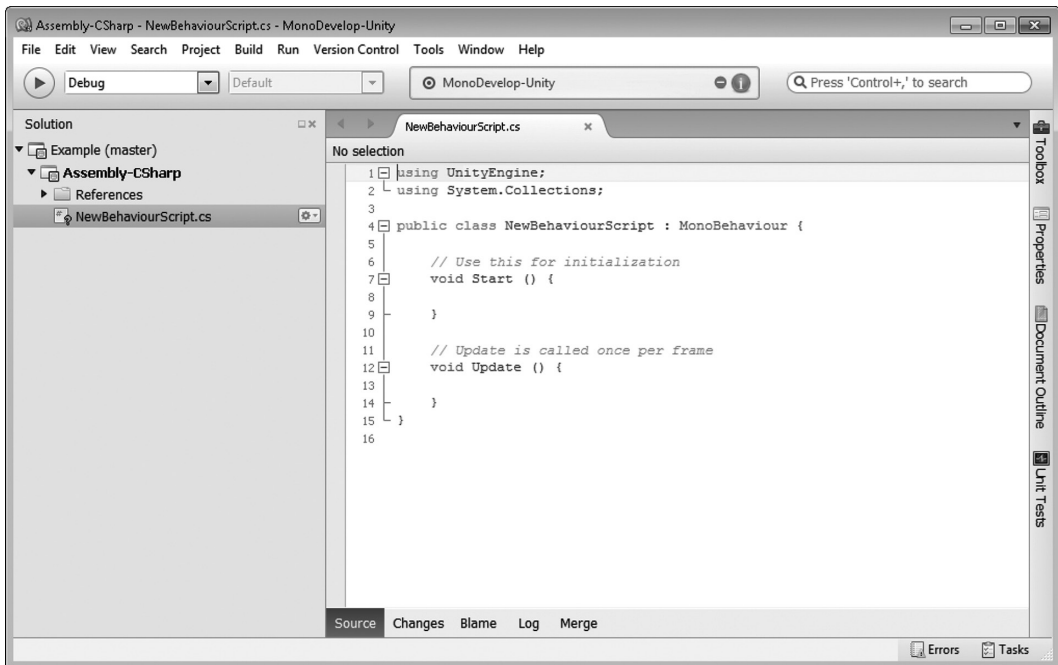 Assembly-CSharp - NewBehaviourScript.cs - MonoDevelop-Unity
File Edit View Search Project Build Run Version Control Tools Window Help
Debug Default MonoDevelop-Unity Press 'Control+,' to search
Solution
Example (master)
Assembly-CSharp
References
NewBehaviourScript.cs
NewBehaviourScript.cs
No selection
1 using UnityEngine;
2 using System.Collections;
3
4 public class NewBehaviourScript : MonoBehaviour {
5
6 // Use this for initialization
7 void Start () {
8
9 }
10
11 // Update is called once per frame
12 void Update () {
13
14 }
15 }
16
Source Changes Blame Log Merge
Toolbox
Properties
Document Outline
Unit Tests
Errors Tasks